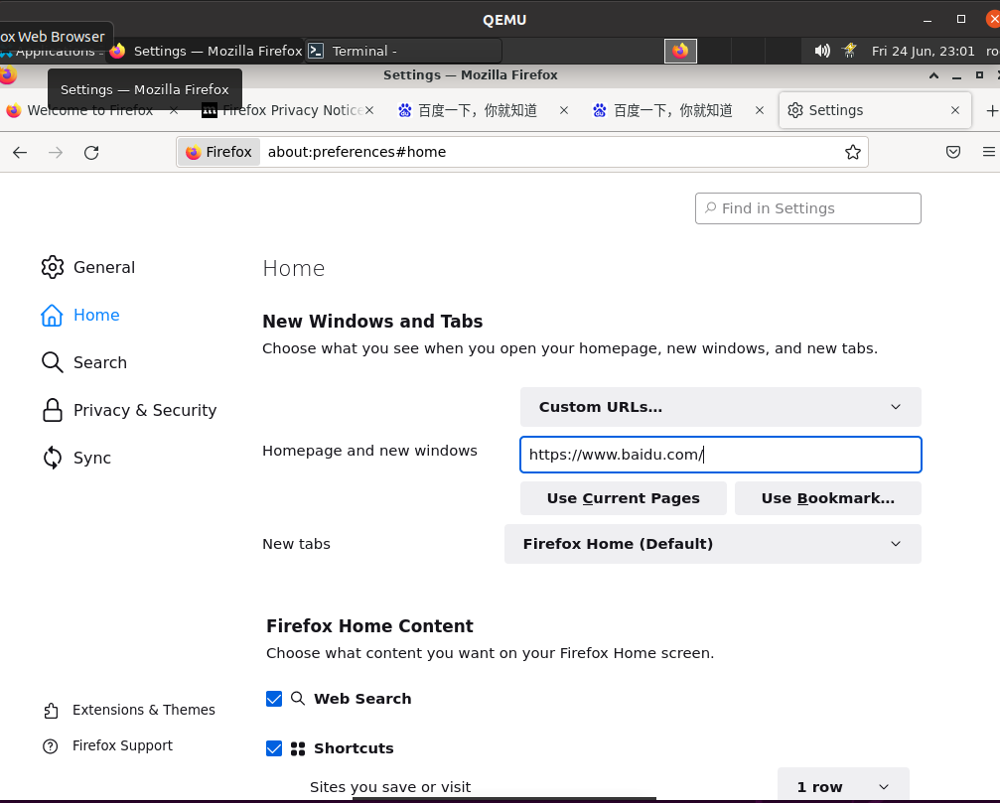 QEMU
ox Web Browser
Applications
Settings — Mozilla Firefox
Terminal -
Fri 24 Jun, 23:01 ro
Settings — Mozilla Firefox
Settings — Mozilla Firefox
Welcome to Firefox
Firefox Privacy Notice
百度一下，你就知道
百度一下，你就知道
Settings
Firefox
about:preferences#home
Find in Settings
General
Home
Search
Privacy & Security
Sync
Extensions & Themes
Firefox Support
Home
New Windows and Tabs
Choose what you see when you open your homepage, new windows, and new tabs.
Custom URLs...
Homepage and new windows
https://www.baidu.com/
Use Current Pages
Use Bookmark...
New tabs
Firefox Home (Default)
Firefox Home Content
Choose what content you want on your Firefox Home screen.
Web Search
Shortcuts
Sites you save or visit
1 row